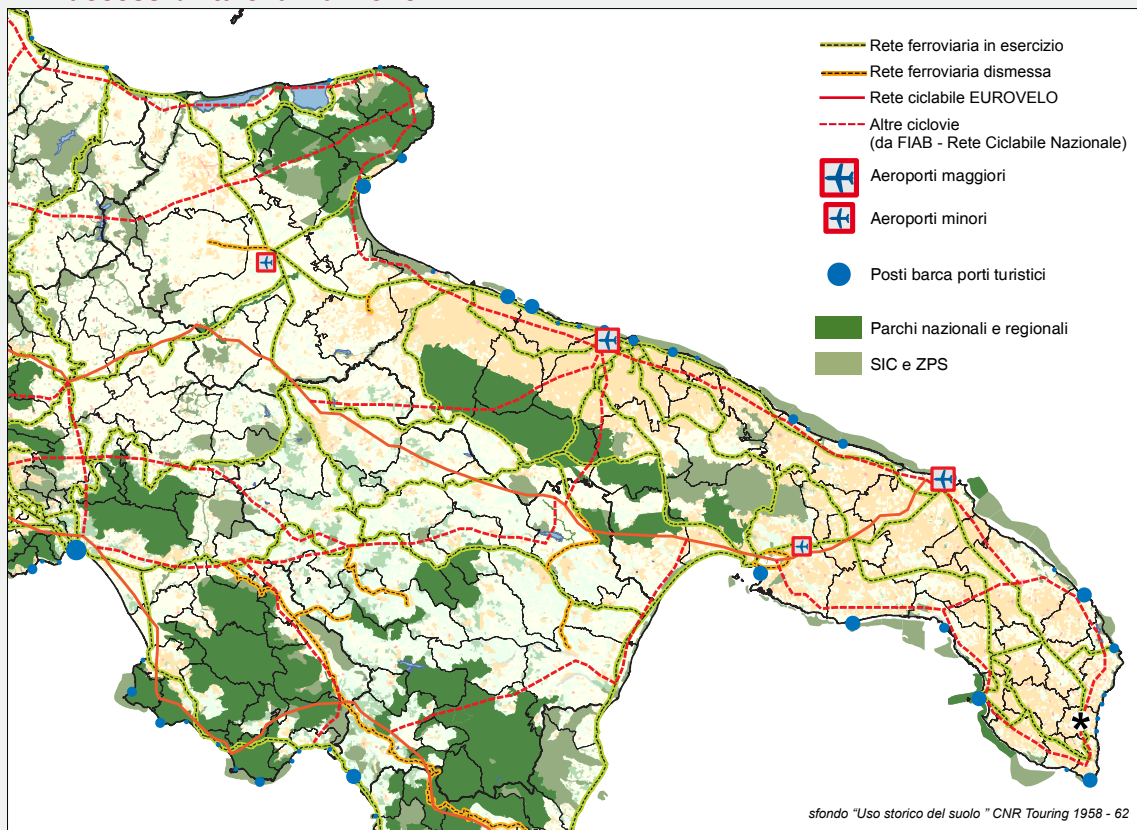 Rete ferroviaria in esercizio
Rete ferroviaria dismessa
Rete ciclabile EUROVELO
Altre ciclovie
(da FIAB - Rete Ciclabile Nazionale)
Aeroporti maggiori
Aeroporti minori
Posti barca porti turistici
Parchi nazionali e regionali
SIC e ZPS
*
sfondo “Uso storico del suolo ” CNR Touring 1958 - 62